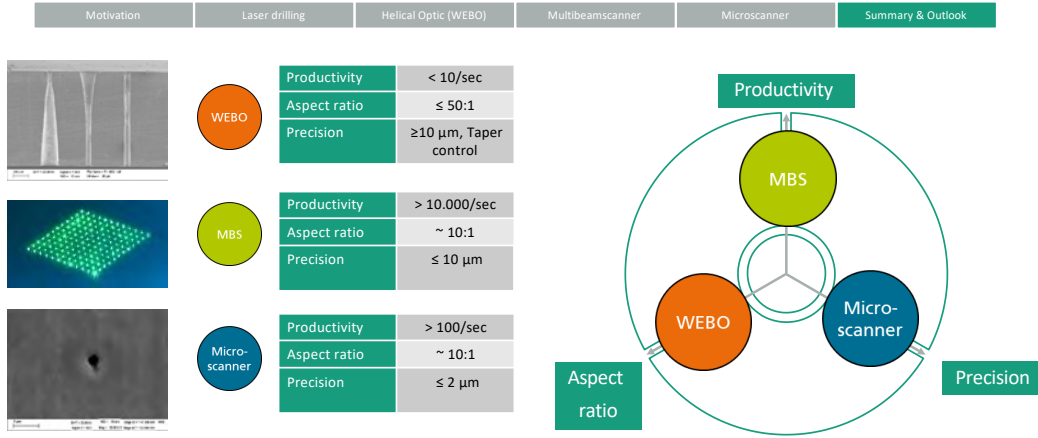 Motivation
Laser drilling
Helical Optic (WEBO)
Multibeamscanner
Microscanner
Summary & Outlook
WEBO
Productivity
< 10/sec
Aspect ratio
≤ 50:1
Precision
≥10 µm, Taper
control
MBS
Productivity
> 10.000/sec
Aspect ratio
~ 10:1
Precision
≤ 10 µm
Micro-
scanner
Productivity
> 100/sec
Aspect ratio
~ 10:1
Precision
≤ 2 µm
Productivity
MBS
WEBO
Micro-
scanner
Aspect
ratio
Precision